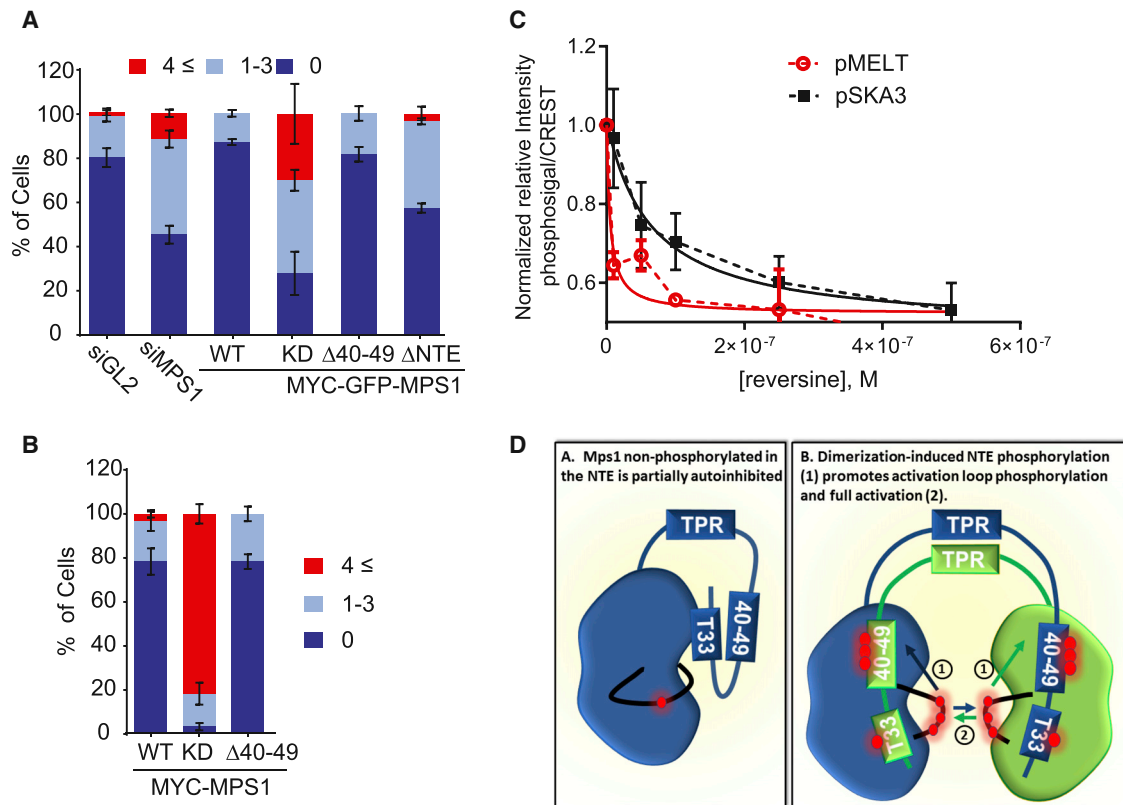 A
4 ≤ 1-3 0
120
100
80
60
40
20
0
% of Cells
siGL2 siMPS1 WT KD Δ40-49 ΔNTE
MYC-GFP-MPS1
B
120
100
80
60
40
20
0
% of Cells
4 ≤
1-3
0
WT KD Δ40-49
MYC-MPS1
C
1.2
1.0
0.8
0.6
Normalized relative Intensity
phosphosigal/CREST
pMELT
pSKA3
0 2×10⁻⁷ 4×10⁻⁷ 6×10⁻⁷
[reversine], M
D
A. Mps1 non-phosphorylated in
the NTE is partially autoinhibited
TPR
T33
40-49
B. Dimerization-induced NTE phosphorylation
(1) promotes activation loop phosphorylation
and full activation (2).
TPR
TPR
40-49
40-49
1
1
2
T33
T33